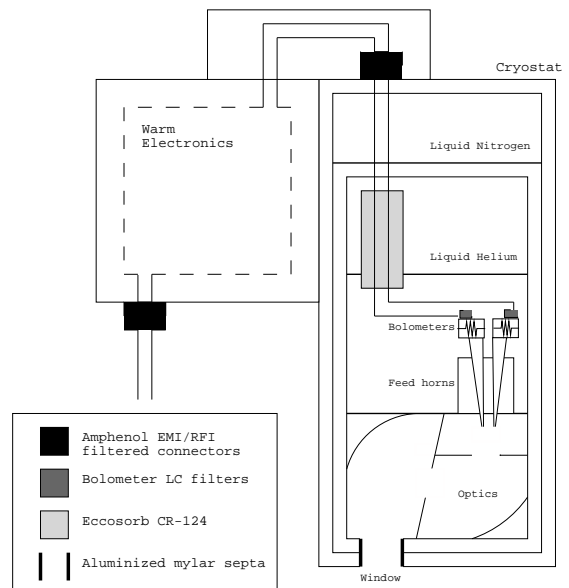 Cryostat
Warm
Electronics
Liquid Nitrogen
Liquid Helium
Bolometers
Feed horns
Optics
Window
Amphenol EMI/RFI
filtered connectors
Bolometer LC filters
Eccosorb CR-124
Aluminized mylar septa